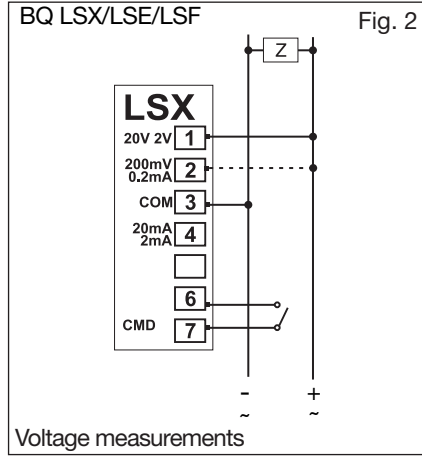 BQ LSX/LSE/LSF
Fig. 2
Z
LSX
20V 2V 1
200mV
0.2mA 2
COM 3
20mA
2mA 4
6
CMD 7
- +
~ ~
Voltage measurements